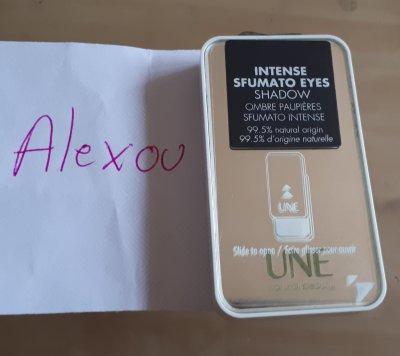 Alexou
INTENSE
SFUMATO EYES
SHADOW
OMBRE PAUPIÈRES
SFUMATO INTENSE
99.5% natural origin
99.5% d'origine naturelle
UNE
Slide to open / Faire glisser pour ouvrir
UNE